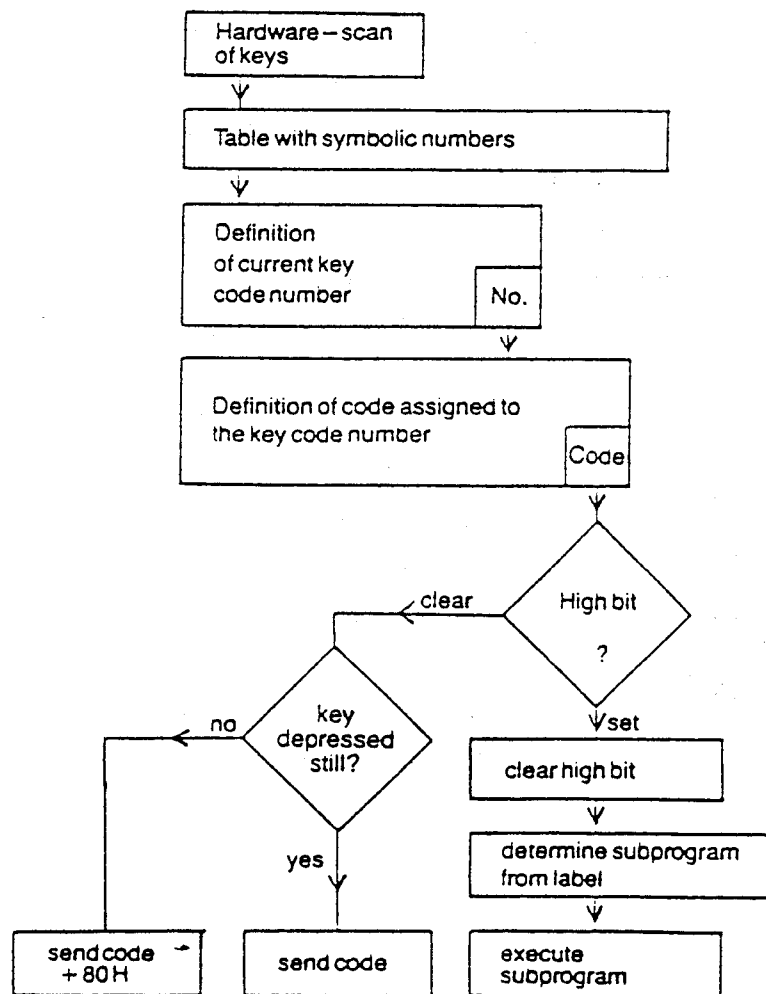 Hardware – scan
of keys
Table with symbolic numbers
Definition
of current key
code number
No.
Definition of code assigned to
the key code number
Code
High bit
?
clear
set
key
depressed
still?
no
yes
clear high bit
determine subprogram
from label
send code
+ 80H
send code
execute
subprogram